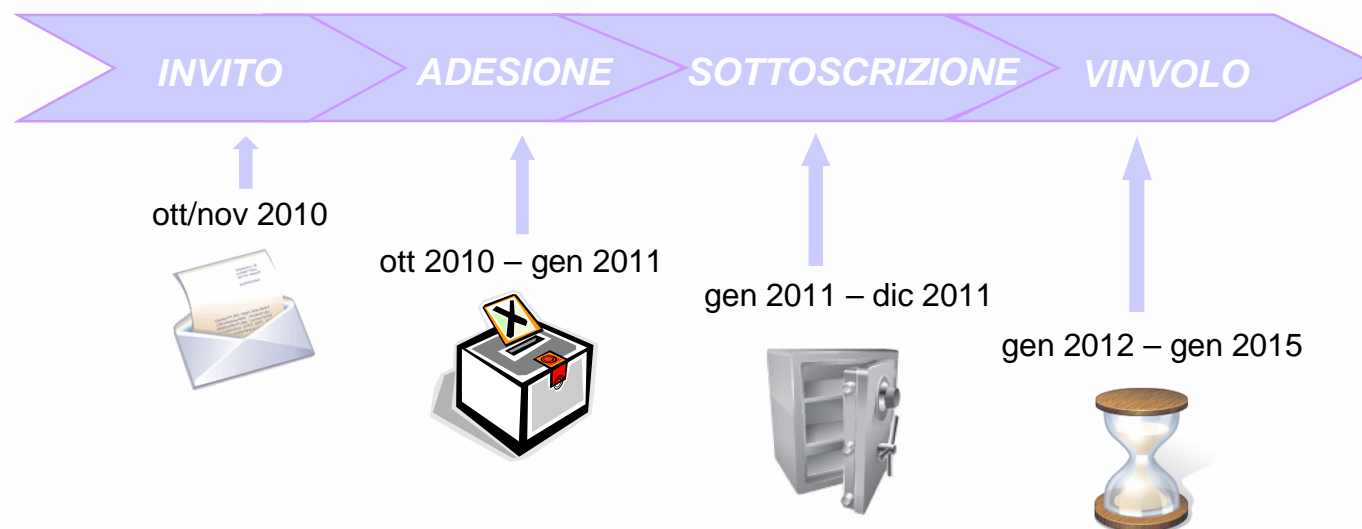 INVITO
ADESIONE
SOTTOSCRIZIONE
VINVOLO
ott/nov 2010
ott 2010 – gen 2011
gen 2011 – dic 2011
gen 2012 – gen 2015